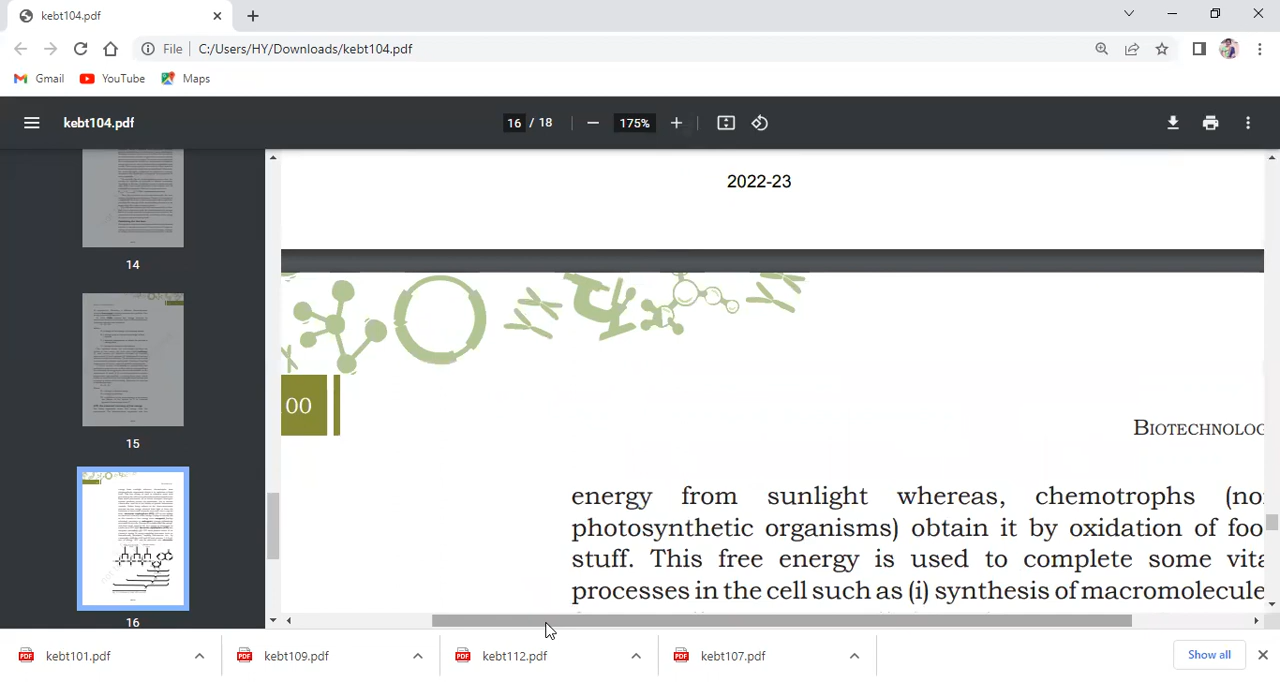 kebt104.pdf
File C:/Users/HY/Downloads/kebt104.pdf
Gmail YouTube Maps
kebt104.pdf 16 / 18 175%
14
15
16
2022-23
00
BIOTECHNOLOG
energy from sunlight whereas, chemotrophs (no
photosynthetic organisms) obtain it by oxidation of foo
stuff. This free energy is used to complete some vita
processes in the cell such as (i) synthesis of macromolecule
kebt101.pdf kebt109.pdf kebt112.pdf kebt107.pdf Show all